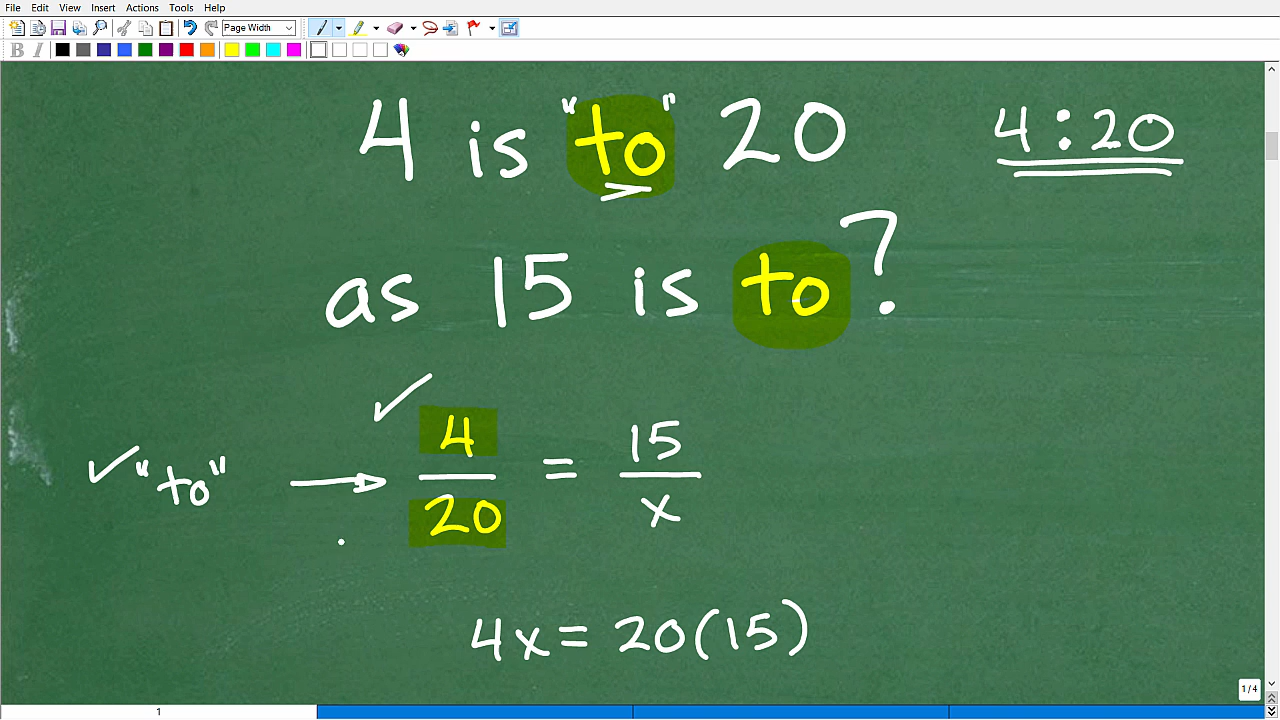 File Edit View Insert Actions Tools Help
Page Width
B I
4 is "to" 20
4:20
as 15 is to ?
"to" → 4/20 = 15/x
4x = 20(15)
1/4
1